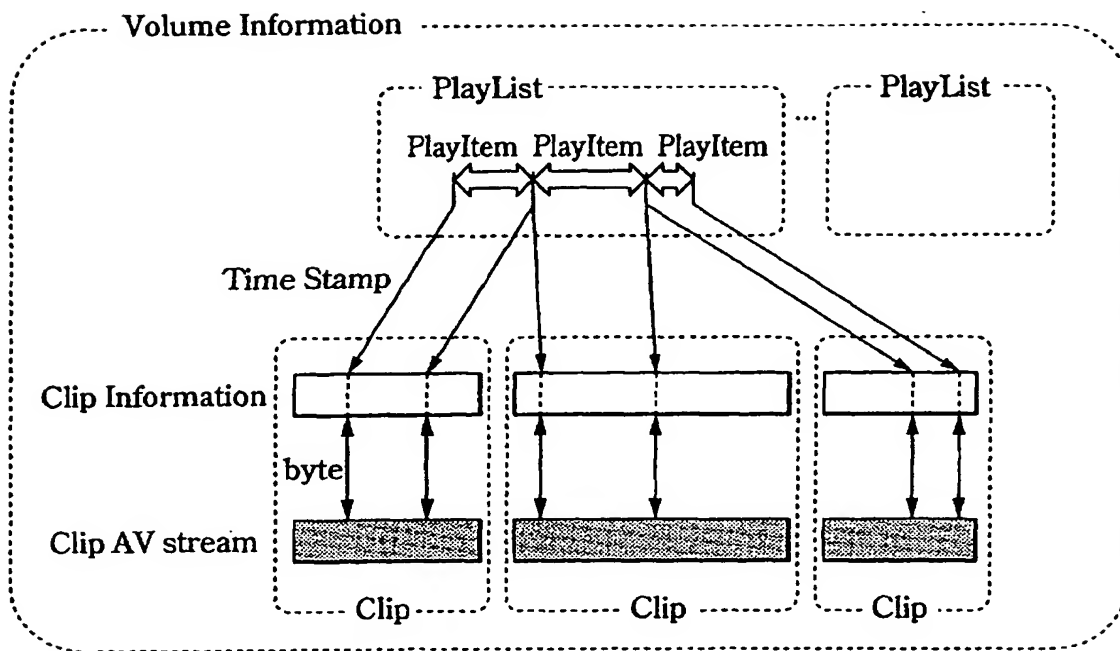 Volume Information
PlayList
PlayList
...
PlayItem PlayItem PlayItem
Time Stamp
Clip Information
byte
Clip AV stream
Clip
Clip
Clip